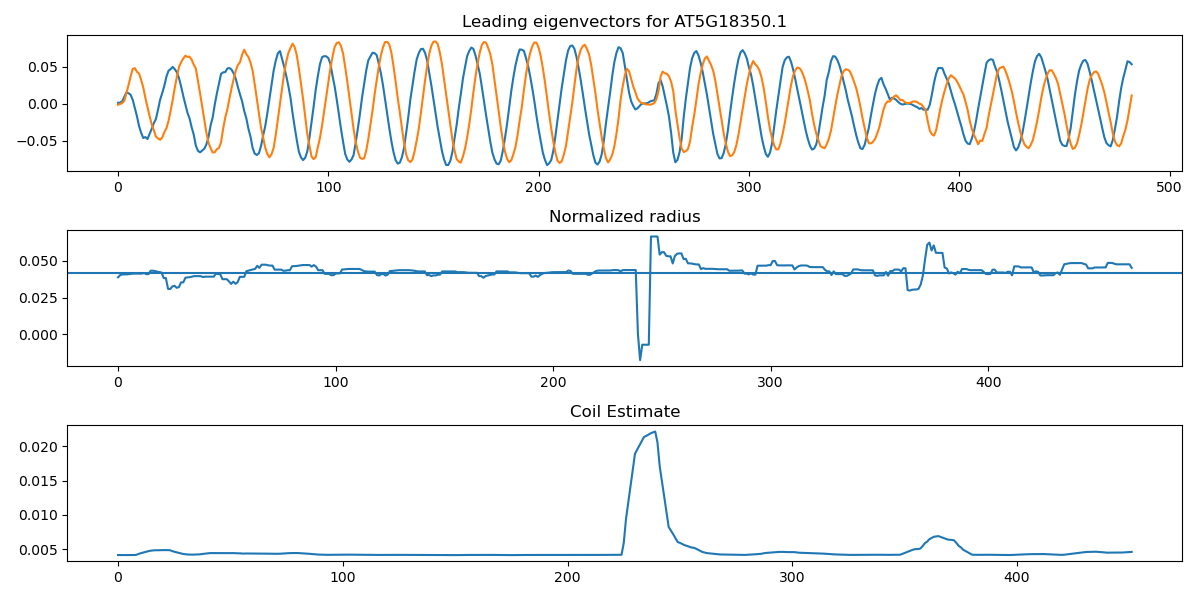 Leading eigenvectors for AT5G18350.1
0.05
0.00
−0.05
0 100 200 300 400 500
Normalized radius
0.050
0.025
0.000
0 100 200 300 400
Coil Estimate
0.020
0.015
0.010
0.005
0 100 200 300 400